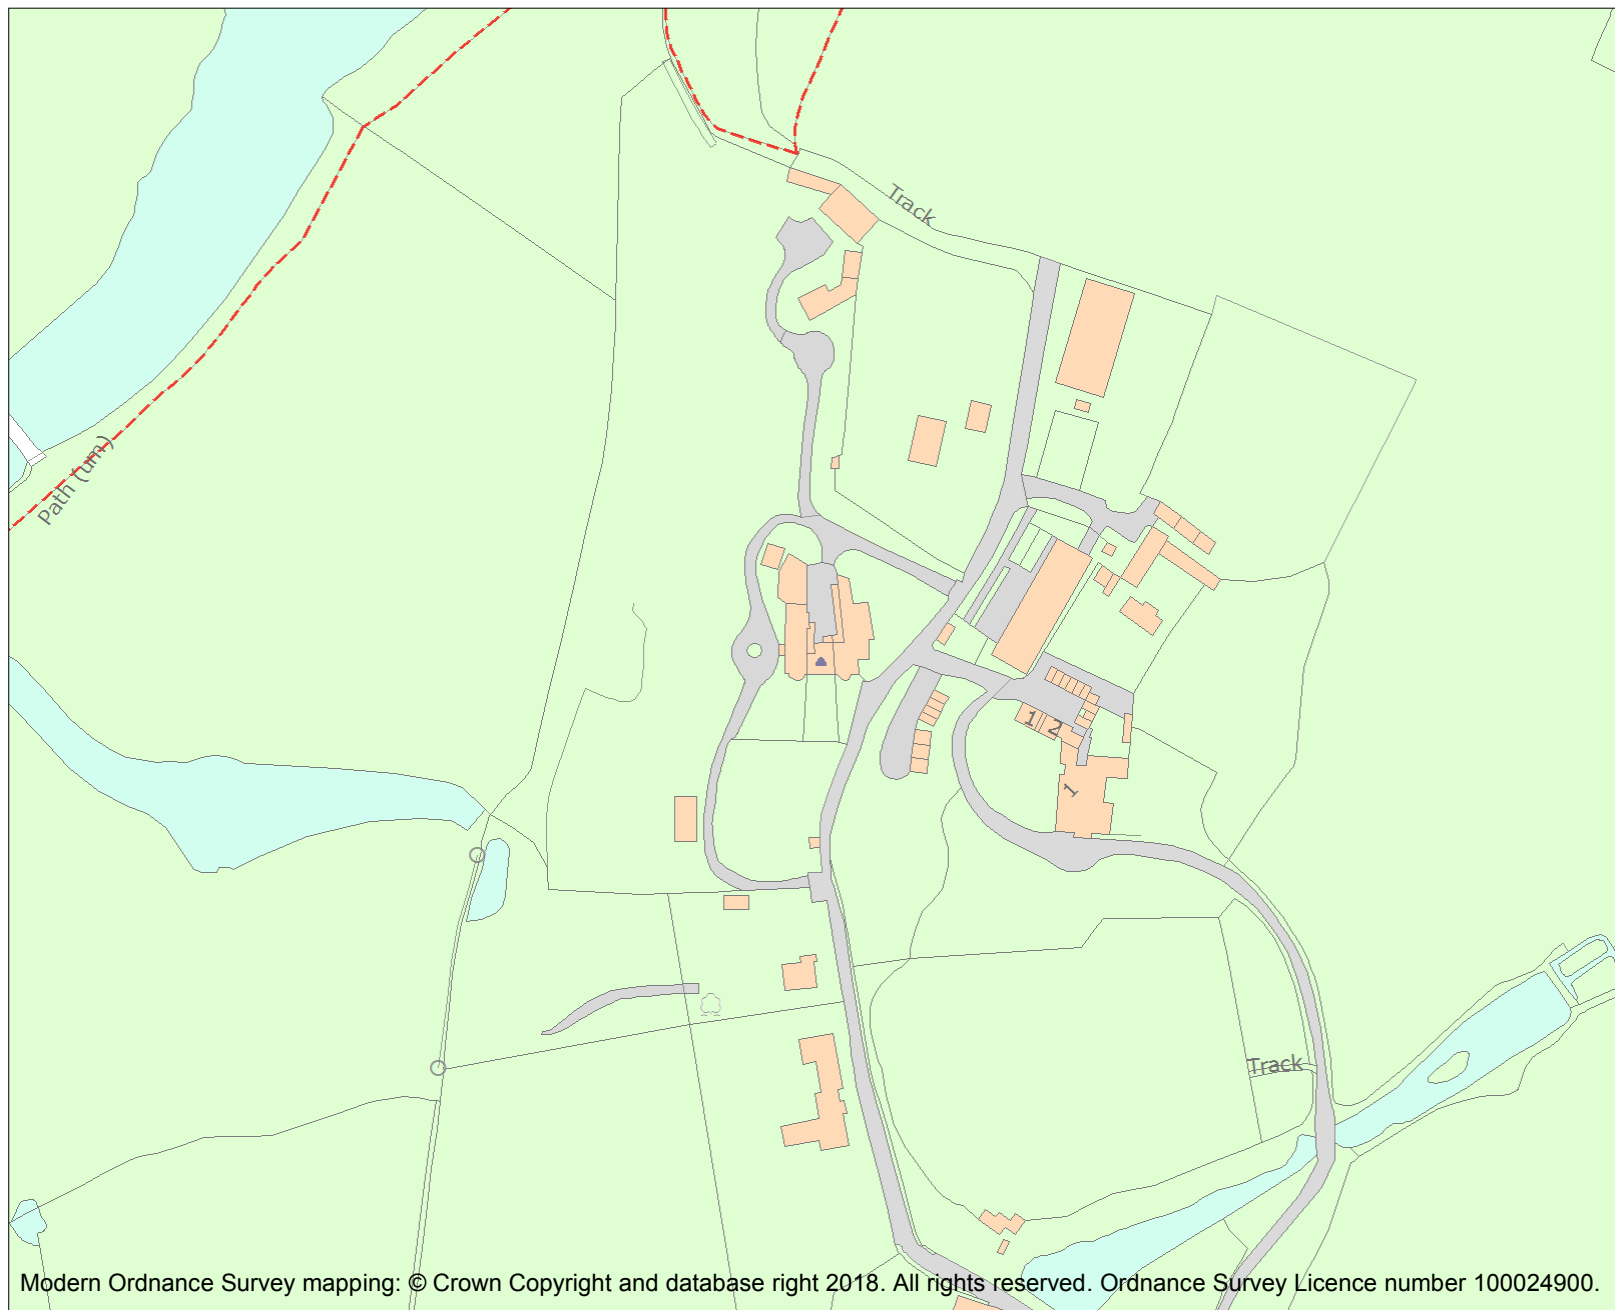 Track
Path (um)
1
2
1
Track
Modern Ordnance Survey mapping: © Crown Copyright and database right 2018. All rights reserved. Ordnance Survey Licence number 100024900.